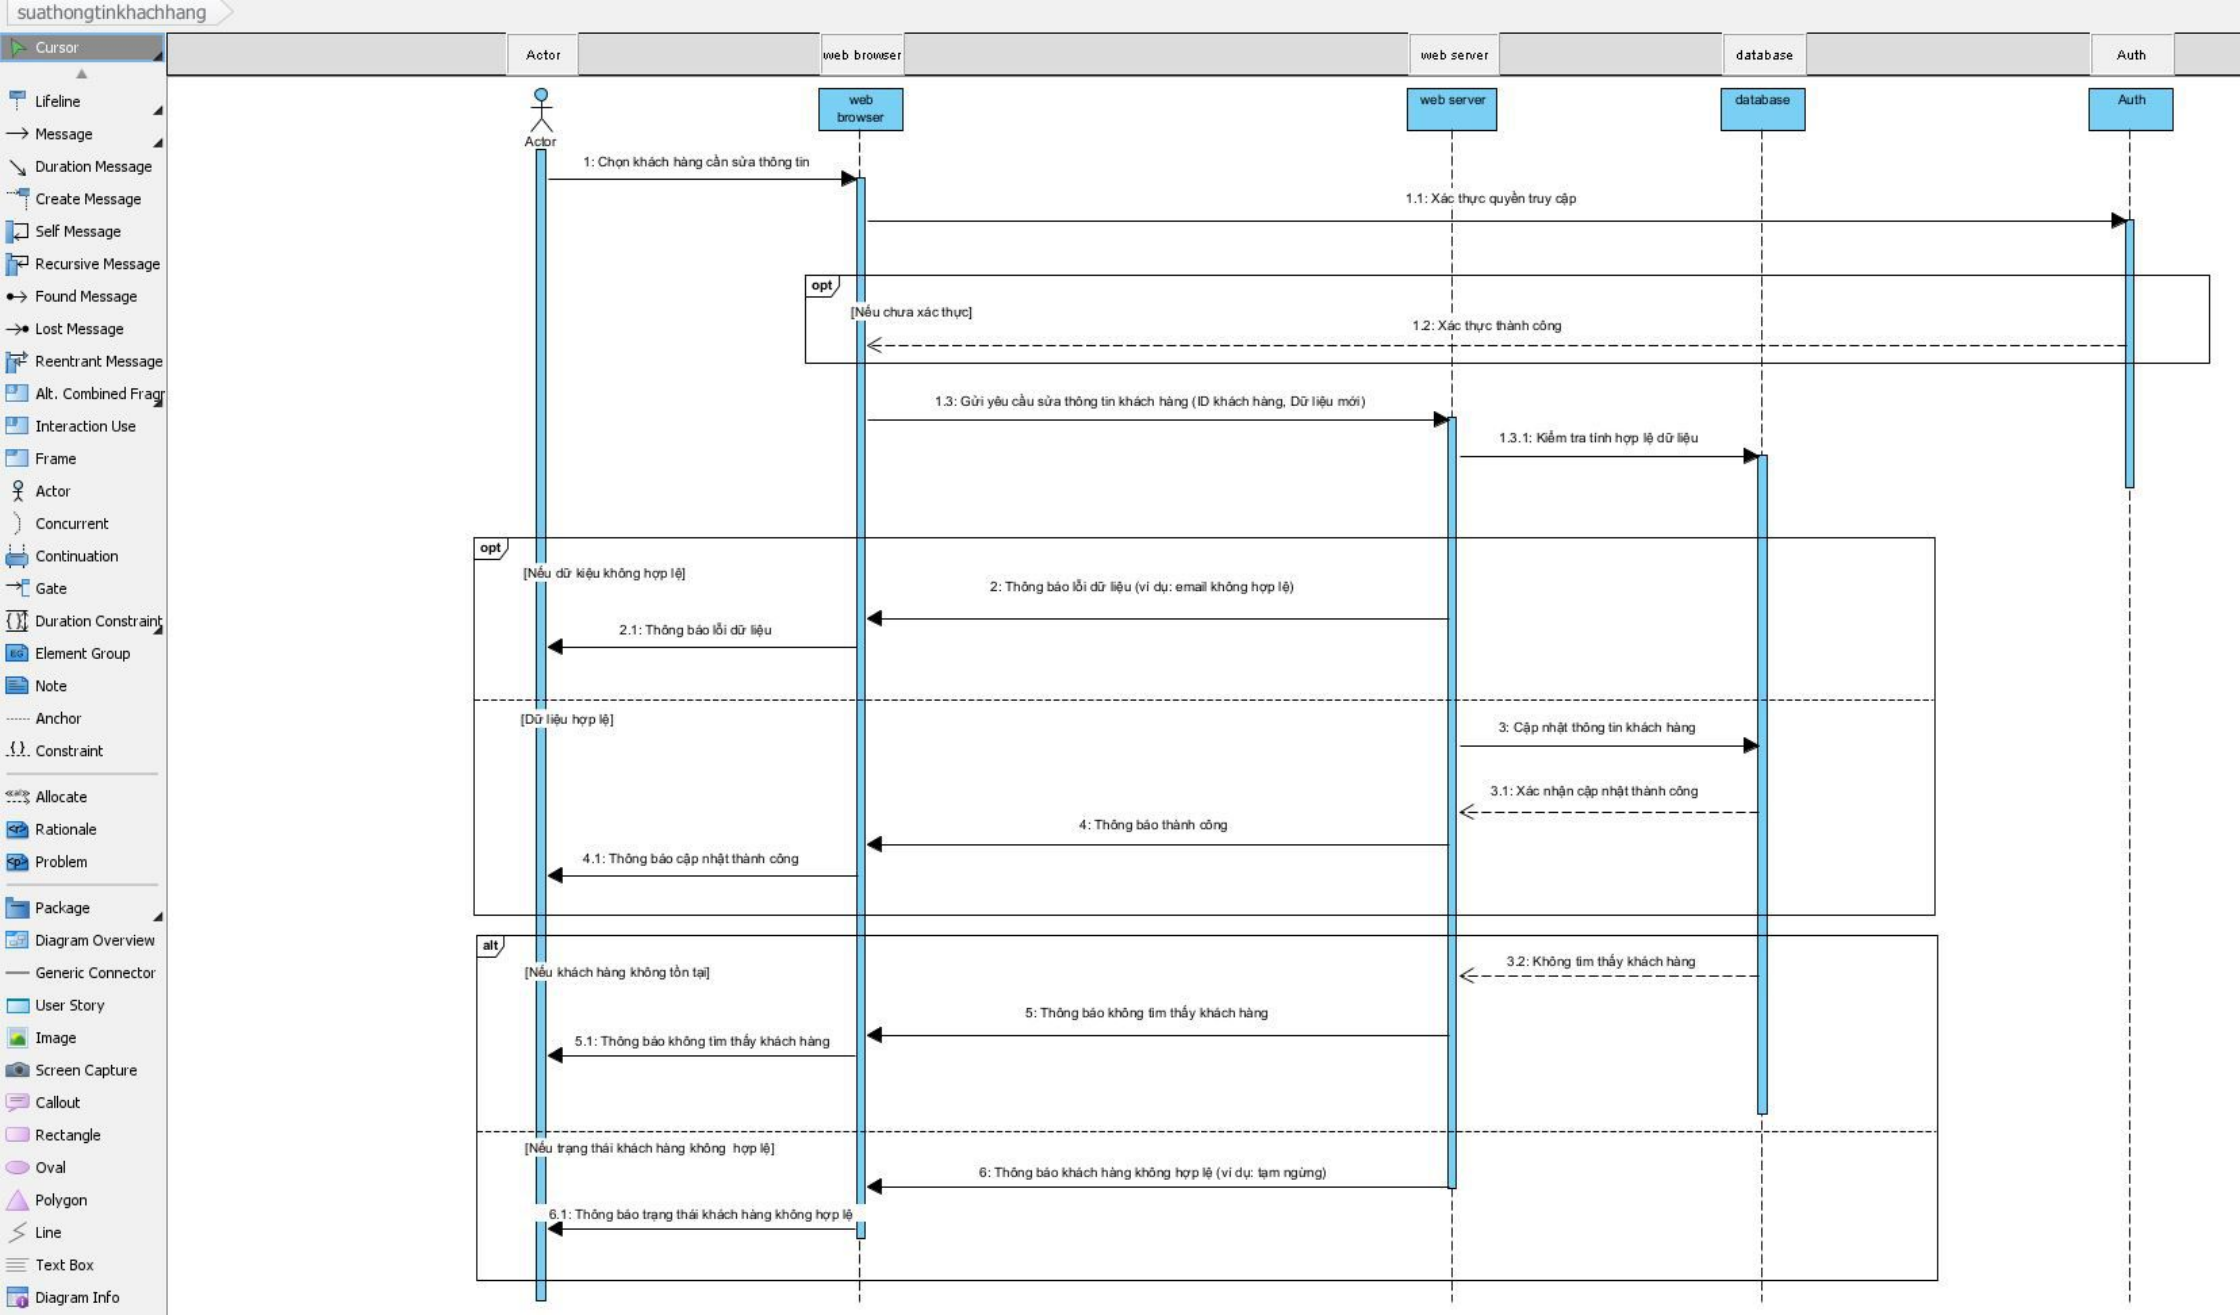 suathongtinkhachhang
Cursor
Lifeline
Message
Duration Message
Create Message
Self Message
Recursive Message
Found Message
Lost Message
Reentrant Message
Alt. Combined Fragr
Interaction Use
Frame
Actor
Concurrent
Continuation
Gate
Duration Constraint
Element Group
Note
Anchor
Constraint
Allocate
Rationale
Problem
Package
Diagram Overview
Generic Connector
User Story
Image
Screen Capture
Callout
Rectangle
Oval
Polygon
Line
Text Box
Diagram Info
Actor
web browser
web server
database
Auth
Actor
web
browser
web server
database
Auth
1: Chọn khách hàng cần sửa thông tin
1.1: Xác thực quyền truy cập
opt
[Nếu chưa xác thực]
1.2: Xác thực thành công
1.3: Gửi yêu cầu sửa thông tin khách hàng (ID khách hàng, Dữ liệu mới)
1.3.1: Kiểm tra tính hợp lệ dữ liệu
opt
[Nếu dữ kiệu không hợp lệ]
2: Thông báo lỗi dữ liệu (ví dụ: email không hợp lệ)
2.1: Thông báo lỗi dữ liệu
[Dữ liệu hợp lệ]
3: Cập nhật thông tin khách hàng
3.1: Xác nhận cập nhật thành công
4: Thông báo thành công
4.1: Thông báo cập nhật thành công
alt
[Nếu khách hàng không tồn tại]
3.2: Không tìm thấy khách hàng
5: Thông báo không tìm thấy khách hàng
5.1: Thông báo không tìm thấy khách hàng
[Nếu trạng thái khách hàng không hợp lệ]
6: Thông báo khách hàng không hợp lệ (ví dụ: tạm ngừng)
6.1: Thông báo trạng thái khách hàng không hợp lệ